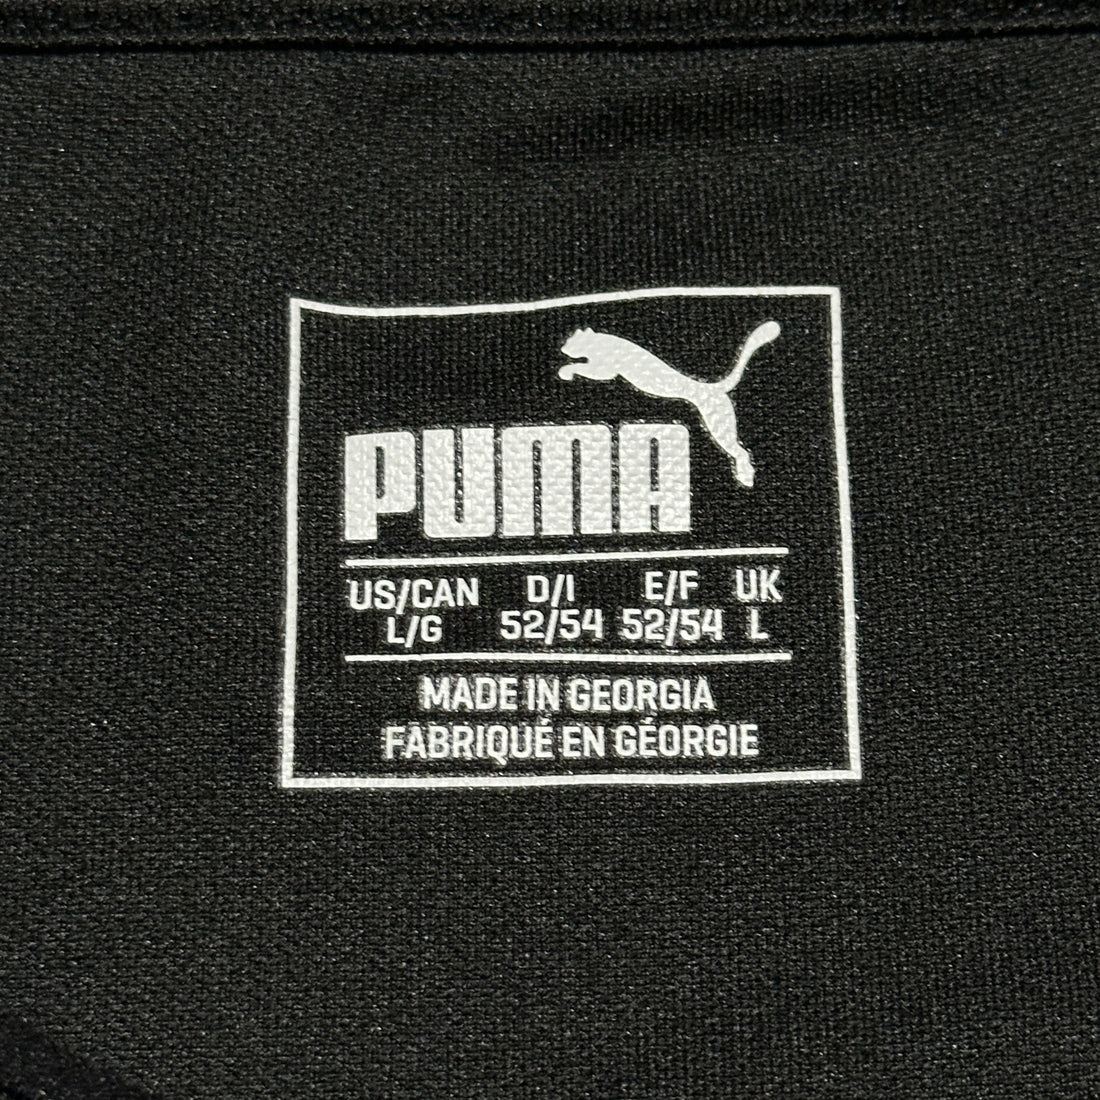 PUMA
US/CAN D/I E/F UK
L/G 52/54 52/54 L
MADE IN GEORGIA
FABRIQUÉ EN GÉORGIE